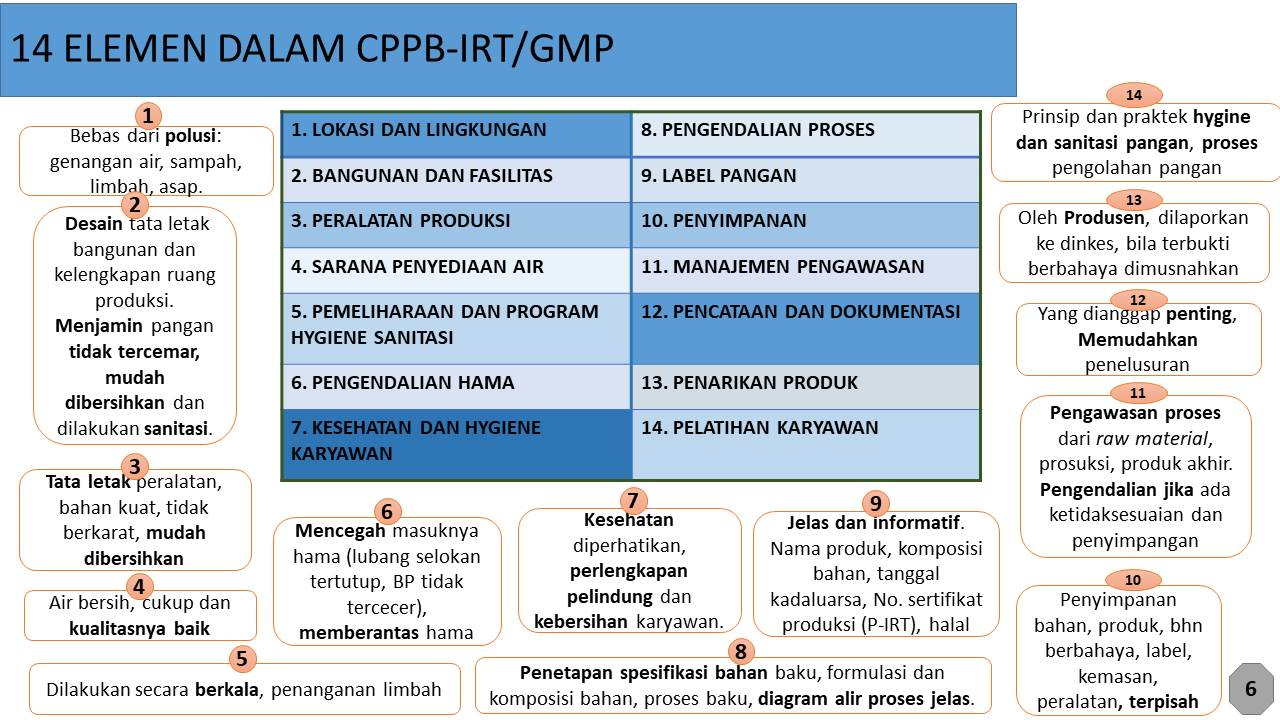 14 ELEMEN DALAM CPPB-IRT/GMP
1
Bebas dari polusi:
genangan air, sampah,
limbah, asap.
2
Desain tata letak
bangunan dan
kelengkapan ruang
produksi.
Menjamin pangan
tidak tercemar,
mudah
dibersihkan dan
dilakukan sanitasi.
3
Tata letak peralatan,
bahan kuat, tidak
berkarat, mudah
dibersihkan
4
Air bersih, cukup dan
kualitasnya baik
5
Dilakukan secara berkala, penanganan limbah
1. LOKASI DAN LINGKUNGAN
2. BANGUNAN DAN FASILITAS
3. PERALATAN PRODUKSI
4. SARANA PENYEDIAAN AIR
5. PEMELIHARAAN DAN PROGRAM
HYGIENE SANITASI
6. PENGENDALIAN HAMA
7. KESEHATAN DAN HYGIENE
KARYAWAN
8. PENGENDALIAN PROSES
9. LABEL PANGAN
10. PENYIMPANAN
11. MANAJEMEN PENGAWASAN
12. PENCATAAN DAN DOKUMENTASI
13. PENARIKAN PRODUK
14. PELATIHAN KARYAWAN
6
Mencegah masuknya
hama (lubang selokan
tertutup, BP tidak
tercecer),
memberantas hama
7
Kesehatan
diperhatikan,
perlengkapan
pelindung dan
kebersihan karyawan.
8
Penetapan spesifikasi bahan baku, formulasi dan
komposisi bahan, proses baku, diagram alir proses jelas.
9
Jelas dan informatif.
Nama produk, komposisi
bahan, tanggal
kadaluarsa, No. sertifikat
produksi (P-IRT), halal
14
Prinsip dan praktek hygine
dan sanitasi pangan, proses
pengolahan pangan
13
Oleh Produsen, dilaporkan
ke dinkes, bila terbukti
berbahaya dimusnahkan
12
Yang dianggap penting,
Memudahkan
penelusuran
11
Pengawasan proses
dari raw material,
prosuksi, produk akhir.
Pengendalian jika ada
ketidaksesuaian dan
penyimpangan
10
Penyimpanan
bahan, produk, bhn
berbahaya, label,
kemasan,
peralatan, terpisah
6